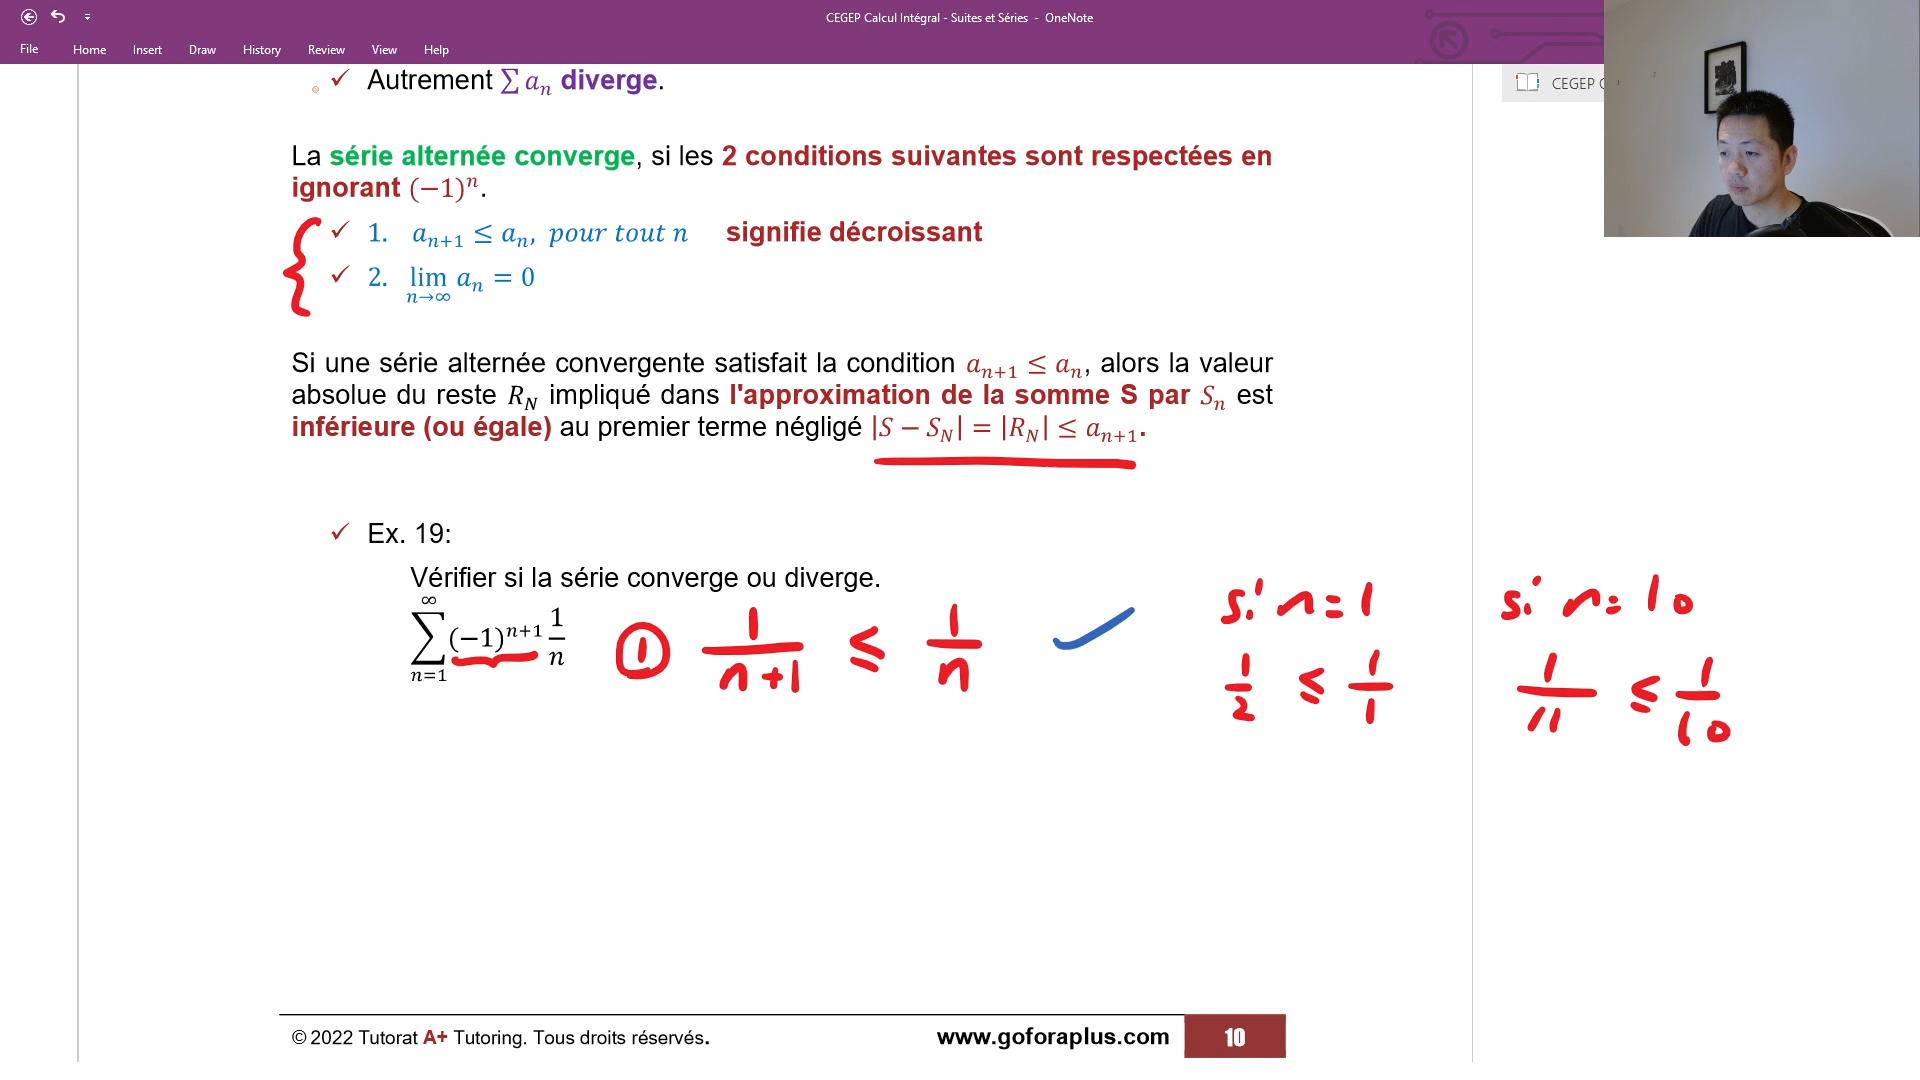 CEGEP Calcul Intégral - Suites et Séries - OneNote
File Home Insert Draw History Review View Help
CEGEP
✓ Autrement ∑ aₙ diverge.
La série alternée converge, si les 2 conditions suivantes sont respectées en
ignorant (−1)ⁿ.
✓ 1. aₙ₊₁ ≤ aₙ, pour tout n signifie décroissant
✓ 2. lim aₙ = 0
n→∞
Si une série alternée convergente satisfait la condition aₙ₊₁ ≤ aₙ, alors la valeur
absolue du reste R_N impliqué dans l'approximation de la somme S par Sₙ est
inférieure (ou égale) au premier terme négligé |S − S_N| = |R_N| ≤ aₙ₊₁.
✓ Ex. 19:
Vérifier si la série converge ou diverge.
∞
∑ (−1)ⁿ⁺¹ 1/n
n=1
① 1/(n+1) ≤ 1/n
si n = 1
1/2 ≤ 1/1
si n = 10
1/11 ≤ 1/10
© 2022 Tutorat A+ Tutoring. Tous droits réservés. www.goforaplus.com 10